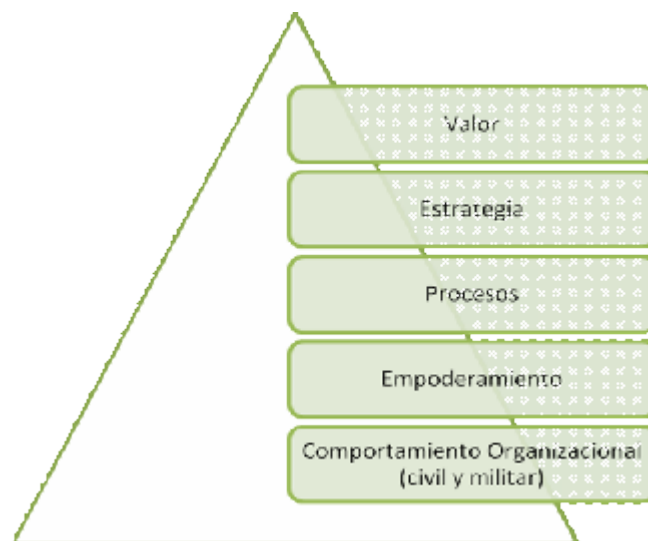 Valor
Estrategia
Procesos
Empoderamiento
Comportamiento Organizacional
(civil y militar)